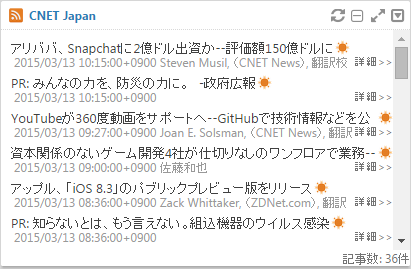 CNET Japan
アリババ、Snapchatに2億ドル出資か--評価額150億ドルに
2015/03/13 10:15:00+0900 Steven Musil, （CNET News）, 翻訳校 詳細>>
PR: みんなの力を、防災の力に。 -政府広報
2015/03/13 10:15:00+0900
YouTubeが360度動画をサポートへ--GitHubで技術情報などを公
2015/03/13 09:27:00+0900 Joan E. Solsman, （CNET News）, 翻訳 詳細>>
資本関係のないゲーム開発4社が仕切りなしのワンフロアで業務--
2015/03/13 09:00:00+0900 佐藤和也 詳細>>
アップル、「iOS 8.3」のパブリックプレビュー版をリリース
2015/03/13 08:36:00+0900 Zack Whittaker, （ZDNet.com）, 翻訳 詳細>>
PR: 知らないとは、もう言えない。組込機器のウイルス感染
2015/03/13 08:36:00+0900
記事数: 36件